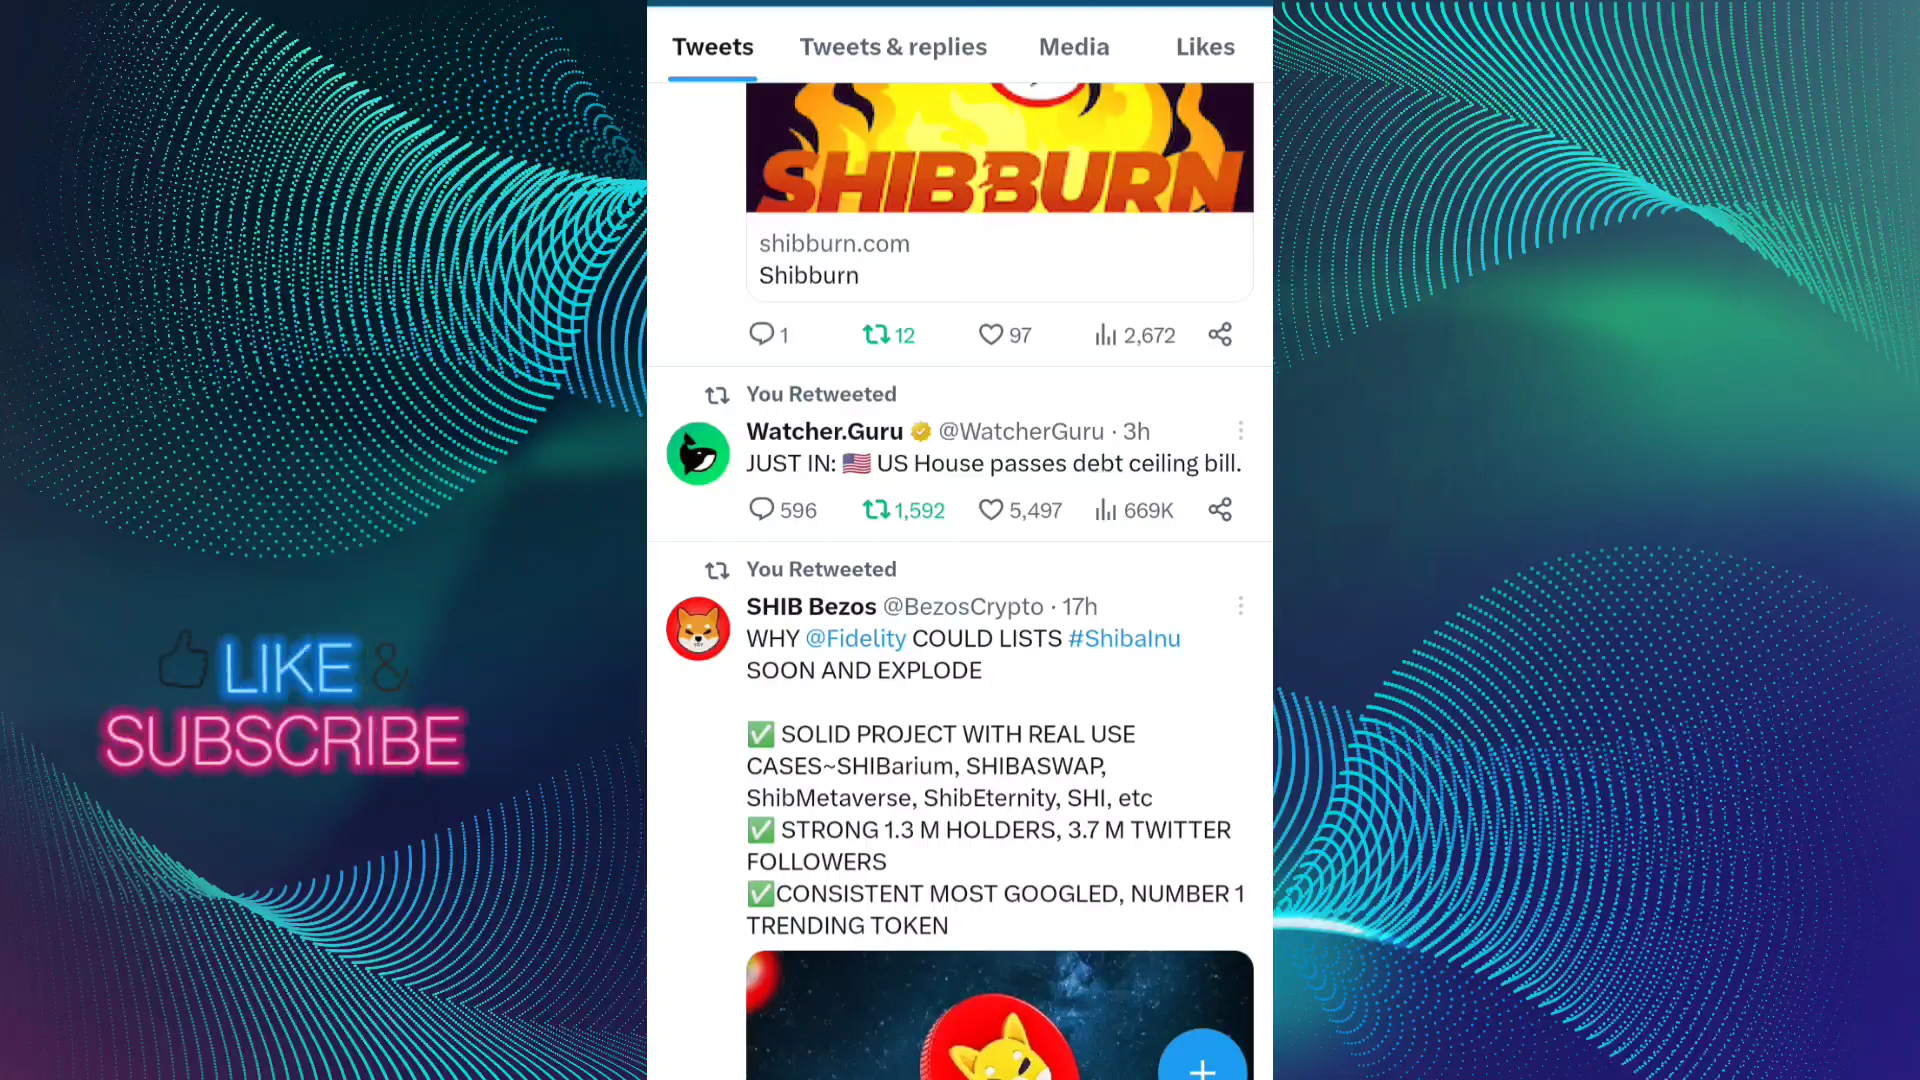 Tweets Tweets & replies Media Likes
SHIBBURN
shibburn.com
Shibburn
1 12 97 2,672
You Retweeted
Watcher.Guru @WatcherGuru · 3h
JUST IN: 🇺🇸 US House passes debt ceiling bill.
596 1,592 5,497 669K
You Retweeted
SHIB Bezos @BezosCrypto · 17h
WHY @Fidelity COULD LISTS #ShibaInu
SOON AND EXPLODE
✅ SOLID PROJECT WITH REAL USE
CASES~SHIBarium, SHIBASWAP,
ShibMetaverse, ShibEternity, SHI, etc
✅ STRONG 1.3 M HOLDERS, 3.7 M TWITTER
FOLLOWERS
✅CONSISTENT MOST GOOGLED, NUMBER 1
TRENDING TOKEN
LIKE &
SUBSCRIBE